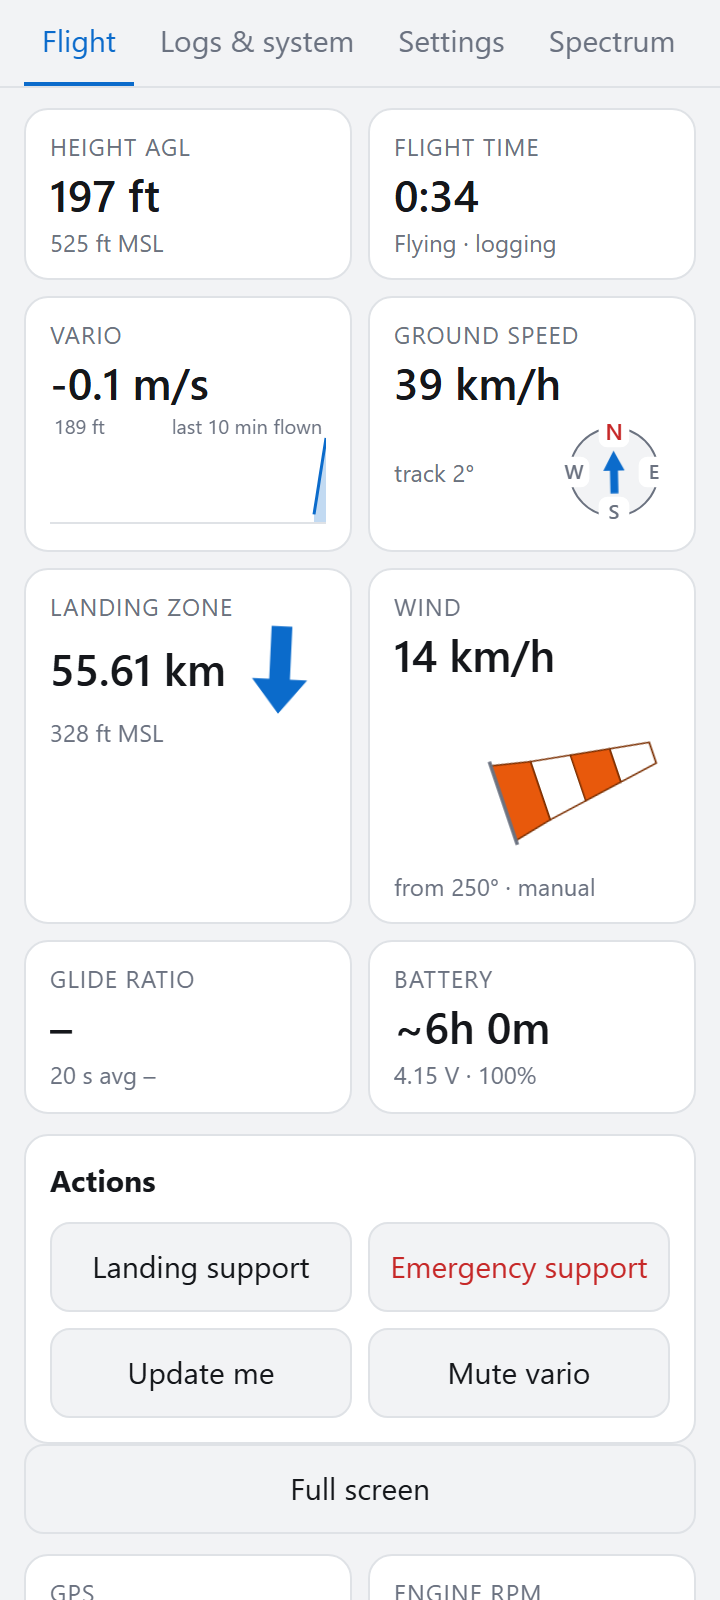 Flight Logs & system Settings Spectrum
HEIGHT AGL
197 ft
525 ft MSL
FLIGHT TIME
0:34
Flying · logging
VARIO
-0.1 m/s
189 ft last 10 min flown
GROUND SPEED
39 km/h
track 2°
N
W E
S
LANDING ZONE
55.61 km
328 ft MSL
WIND
14 km/h
from 250° · manual
GLIDE RATIO
–
20 s avg –
BATTERY
~6h 0m
4.15 V · 100%
Actions
Landing support
Emergency support
Update me
Mute vario
Full screen
GPS
ENGINE RPM